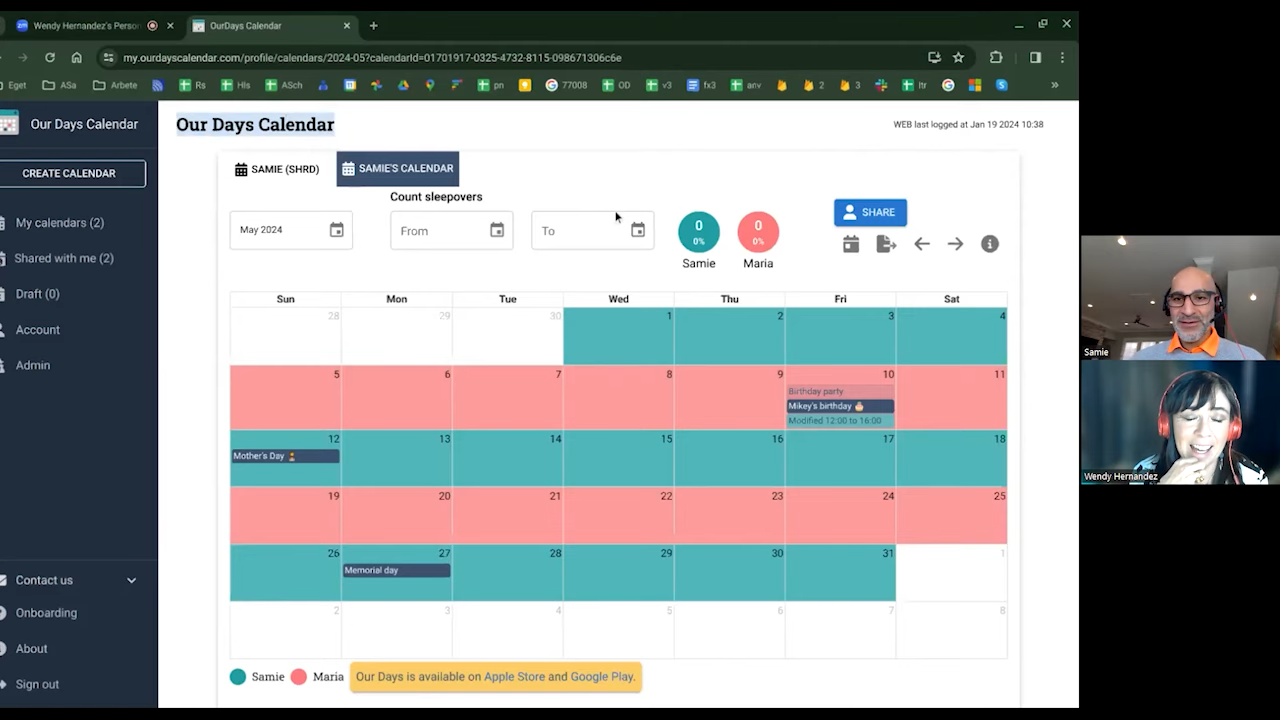 Wendy Hernandez's Perso
OurDays Calendar
my.ourdayscalendar.com/profile/calendars/2024-05?calendarId=01701917-0325-4732-8115-098671306c6e
Eget
ASa
Arbete
Rs
HIs
ASch
pn
77008
OD
v3
fx3
anv
2
3
ltr
Our Days Calendar
Our Days Calendar
WEB last logged at Jan 19 2024 10:38
CREATE CALENDAR
My calendars (2)
Shared with me (2)
Draft (0)
Account
Admin
Contact us
Onboarding
About
Sign out
SAMIE (SHRD)
SAMIE'S CALENDAR
Count sleepovers
May 2024
From
To
0
0%
Samie
0
0%
Maria
SHARE
Sun Mon Tue Wed Thu Fri Sat
28 29 30 1 2 3 4
5 6 7 8 9 10 11
Birthday party
Mikey's birthday 🎂
Modified 12:00 to 16:00
12 13 14 15 16 17 18
Mother's Day
19 20 21 22 23 24 25
26 27 28 29 30 31 1
Memorial day
2 3 4 5 6 7 8
Samie Maria
Our Days is available on Apple Store and Google Play.
Samie
Wendy Hernandez